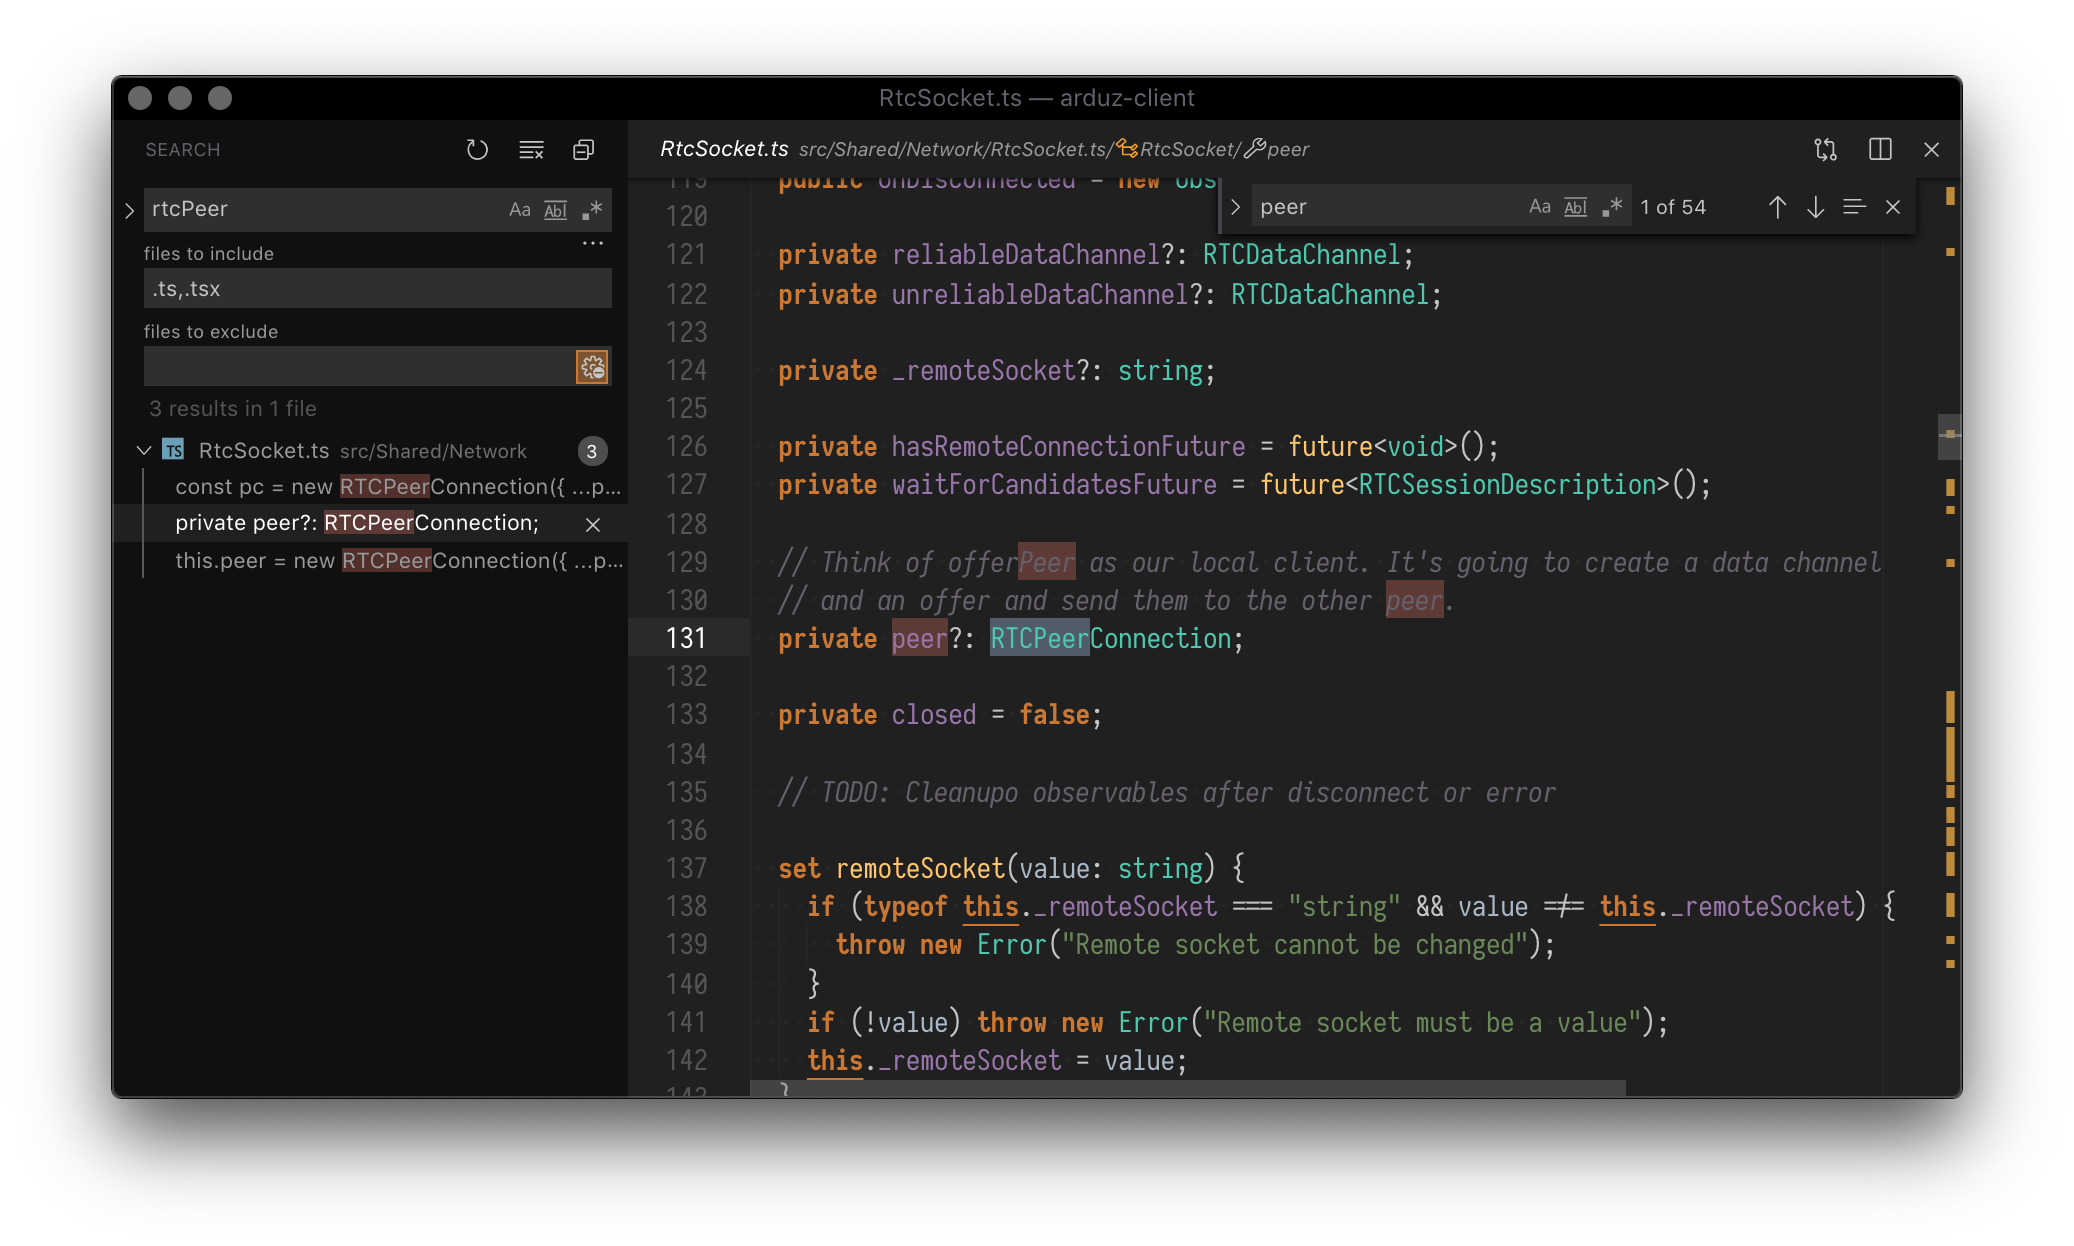 RtcSocket.ts — arduz-client
SEARCH
rtcPeer
Aa Abl .*
files to include
...
.ts,.tsx
files to exclude
3 results in 1 file
TS RtcSocket.ts src/Shared/Network 3
const pc = new RTCPeerConnection({ ...p...
private peer?: RTCPeerConnection;
this.peer = new RTCPeerConnection({ ...p...
RtcSocket.ts src/Shared/Network/RtcSocket.ts/RtcSocket/peer
peer
Aa Abl .* 1 of 54
119 public onDisconnected = new Obs
120
121 private reliableDataChannel?: RTCDataChannel;
122 private unreliableDataChannel?: RTCDataChannel;
123
124 private _remoteSocket?: string;
125
126 private hasRemoteConnectionFuture = future<void>();
127 private waitForCandidatesFuture = future<RTCSessionDescription>();
128
129 // Think of offerPeer as our local client. It's going to create a data channel
130 // and an offer and send them to the other peer.
131 private peer?: RTCPeerConnection;
132
133 private closed = false;
134
135 // TODO: Cleanupo observables after disconnect or error
136
137 set remoteSocket(value: string) {
138 if (typeof this._remoteSocket === "string" && value !== this._remoteSocket) {
139 throw new Error("Remote socket cannot be changed");
140 }
141 if (!value) throw new Error("Remote socket must be a value");
142 this._remoteSocket = value;
143 }